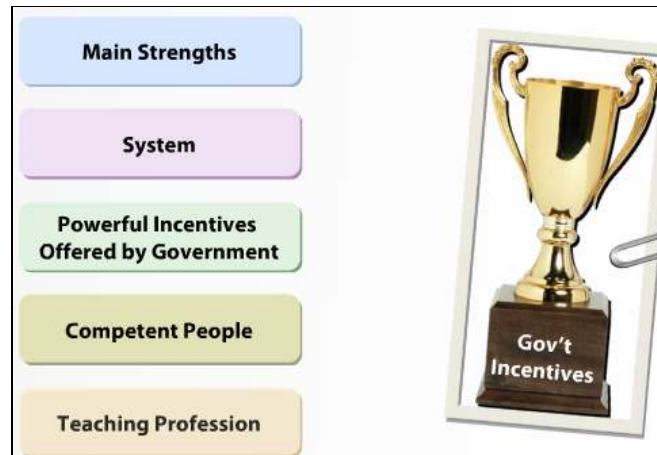 Main Strengths
System
Powerful Incentives
Offered by Government
Competent People
Teaching Profession
Gov't
Incentives